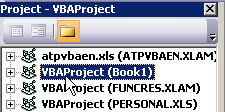 Project - VBAProject
atpvbaen.xls (ATPVBAEN.XLAM)
VBAProject (Book1)
VBAProject (FUNCRES.XLAM)
VBAProject (PERSONAL.XLS)